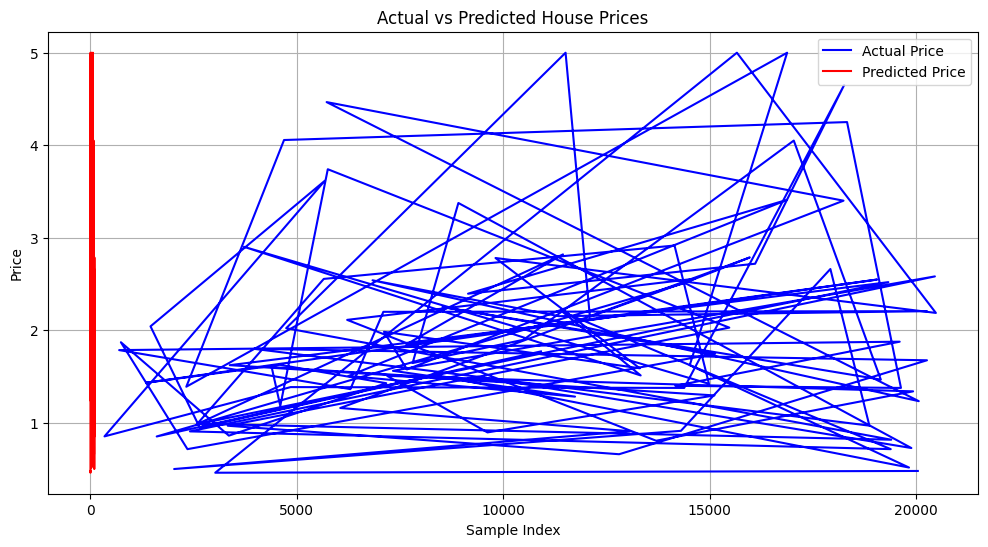 Actual vs Predicted House Prices
Actual Price
Predicted Price
5
4
3
2
1
Price
0
5000
10000
15000
20000
Sample Index